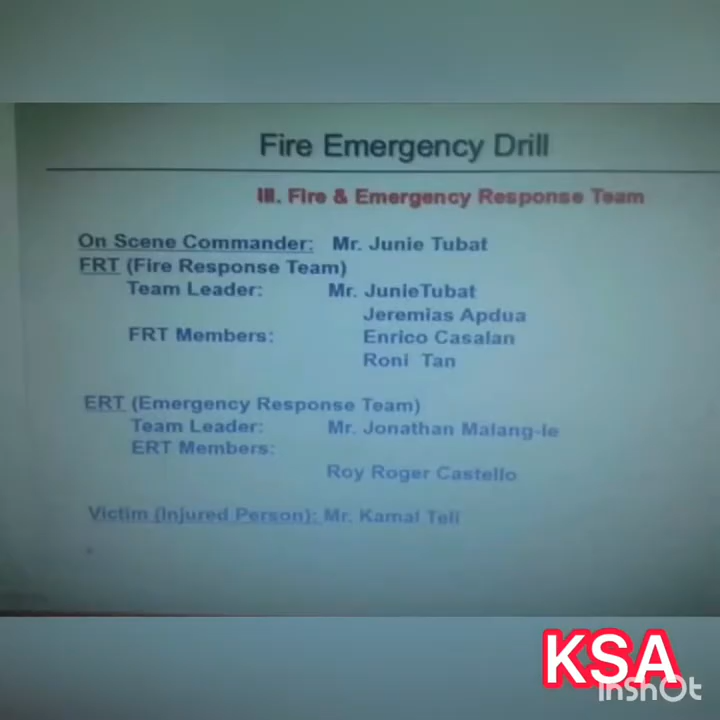 Fire Emergency Drill
III. Fire & Emergency Response Team
On Scene Commander: Mr. Junie Tubat
FRT (Fire Response Team)
Team Leader: Mr. JunieTubat
Jeremias Apdua
FRT Members: Enrico Casalan
Roni Tan
ERT (Emergency Response Team)
Team Leader: Mr. Jonathan Malang-ie
ERT Members:
Roy Roger Castello
Victim (Injured Person): Mr. Kamal Teli
KSA
InShOt